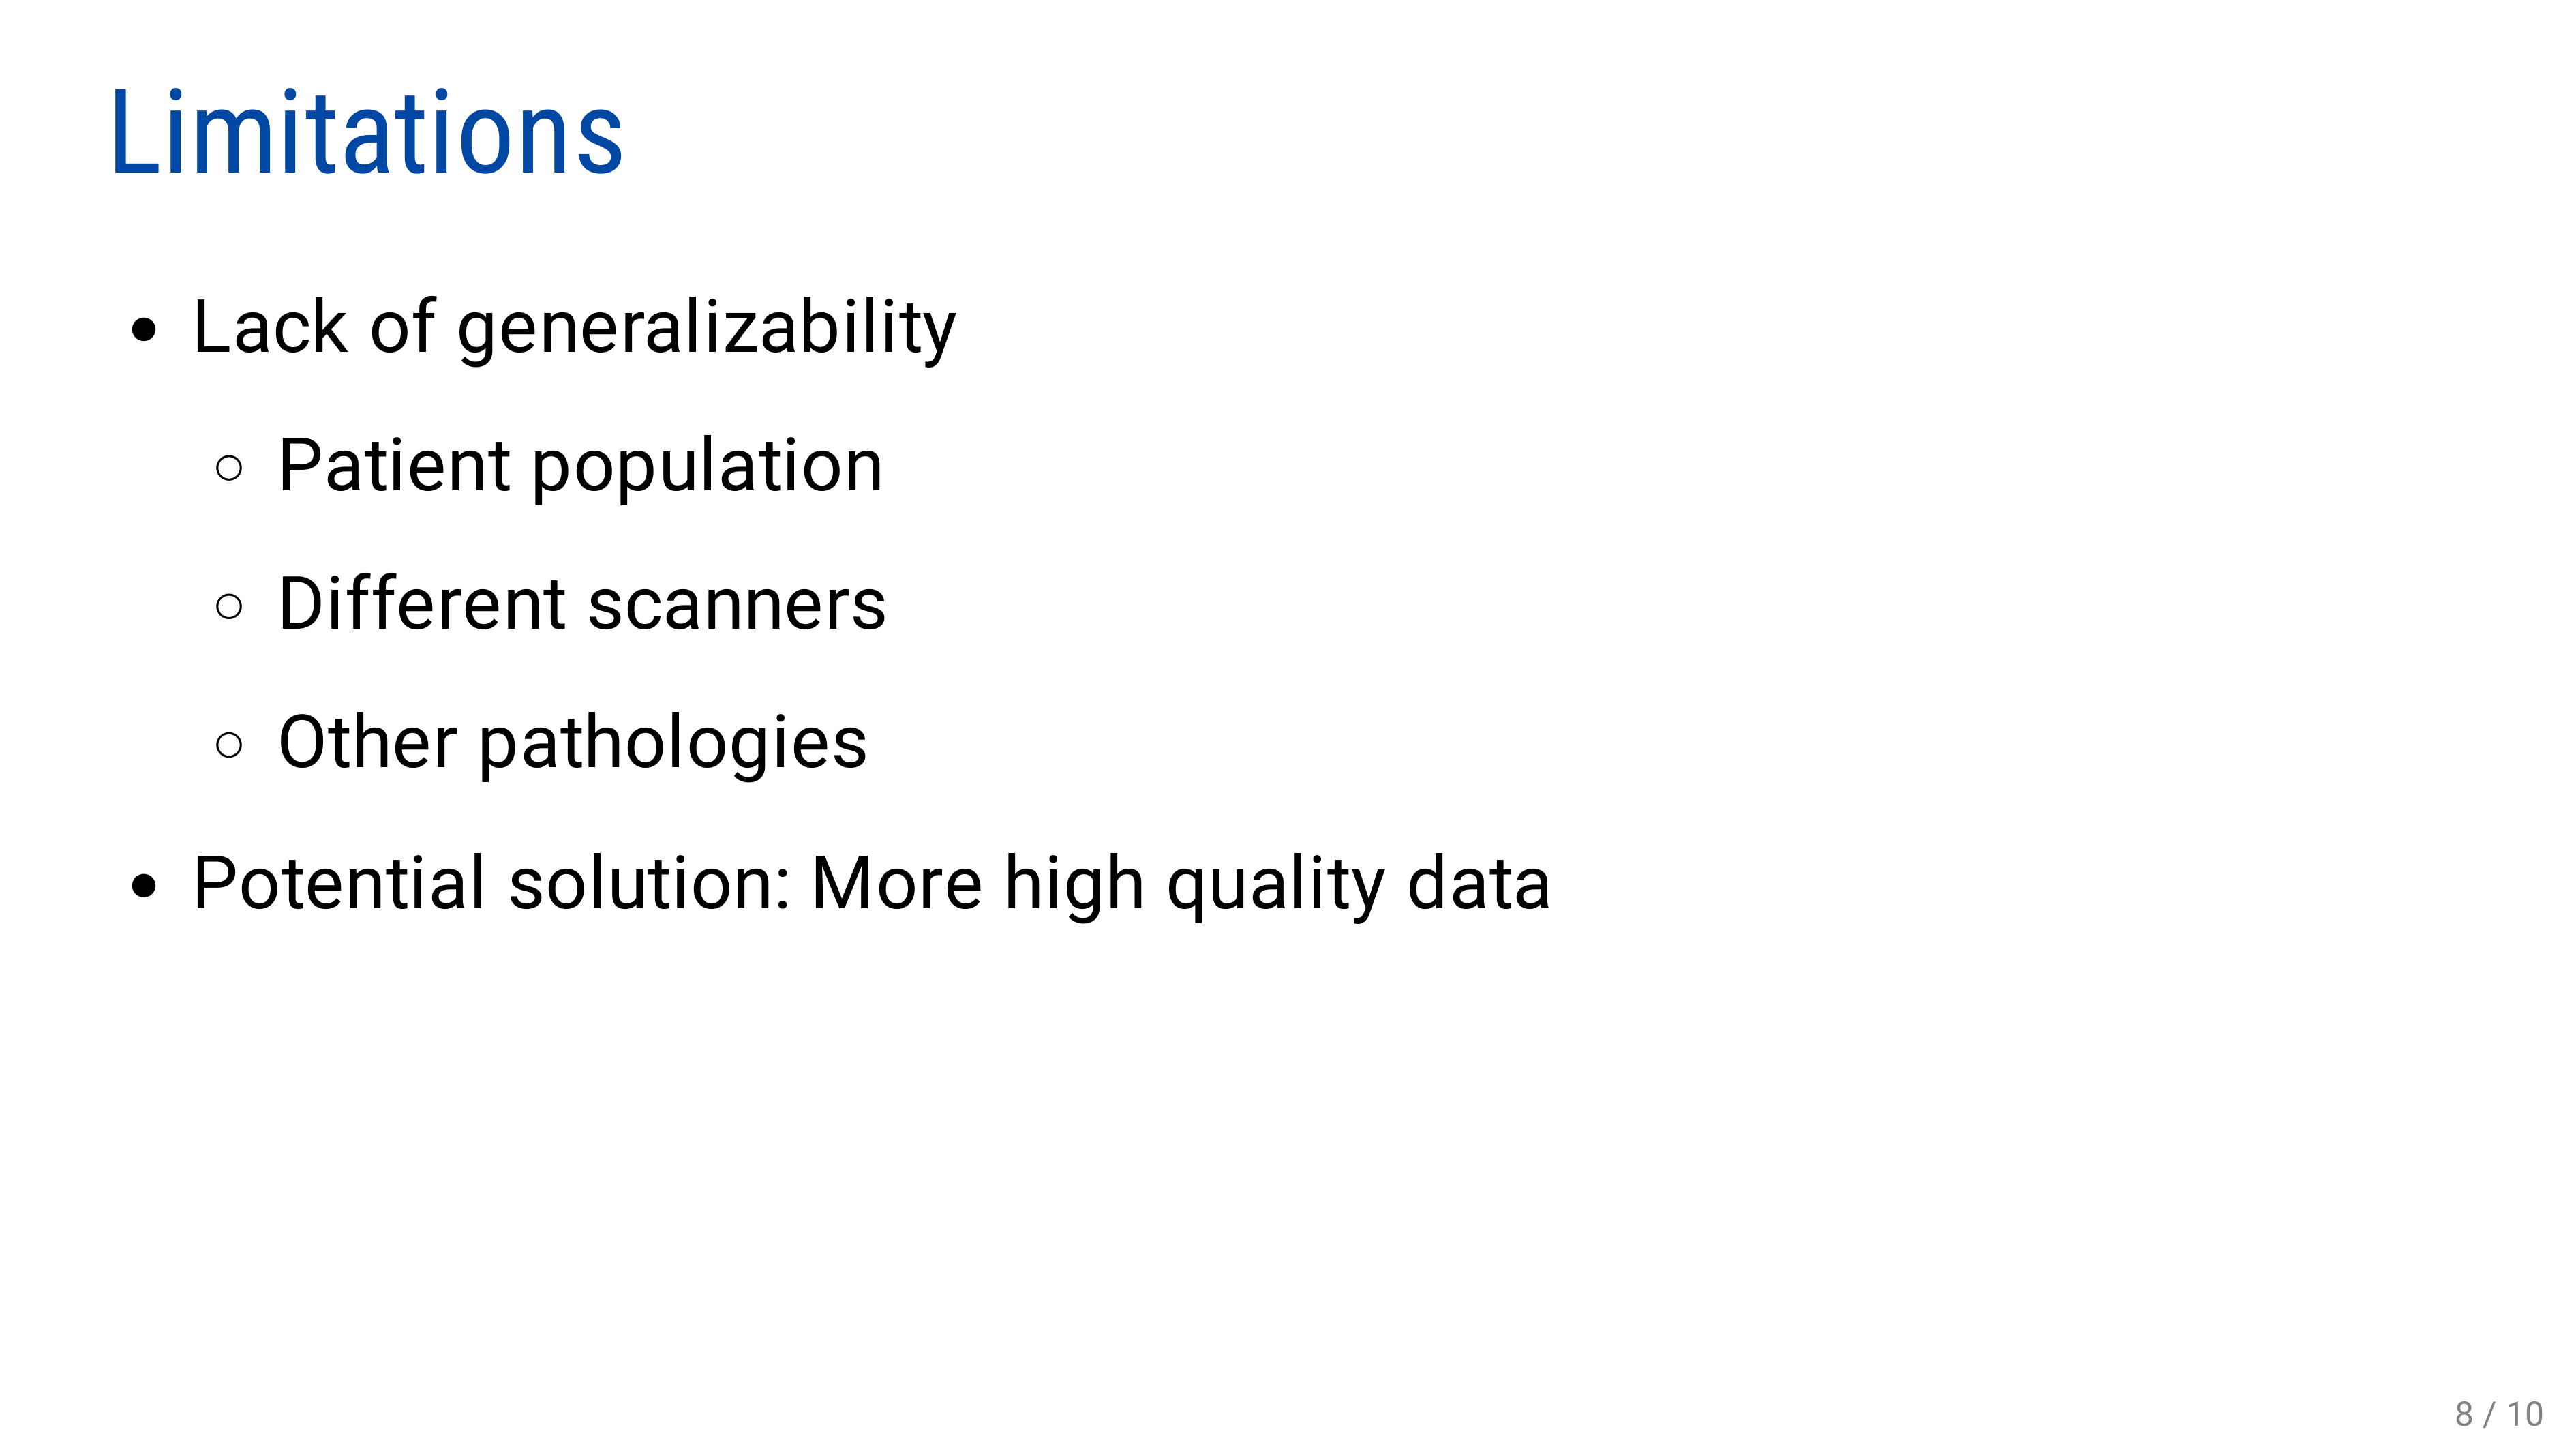 Limitations
• Lack of generalizability
○ Patient population
○ Different scanners
○ Other pathologies
• Potential solution: More high quality data
8 / 10